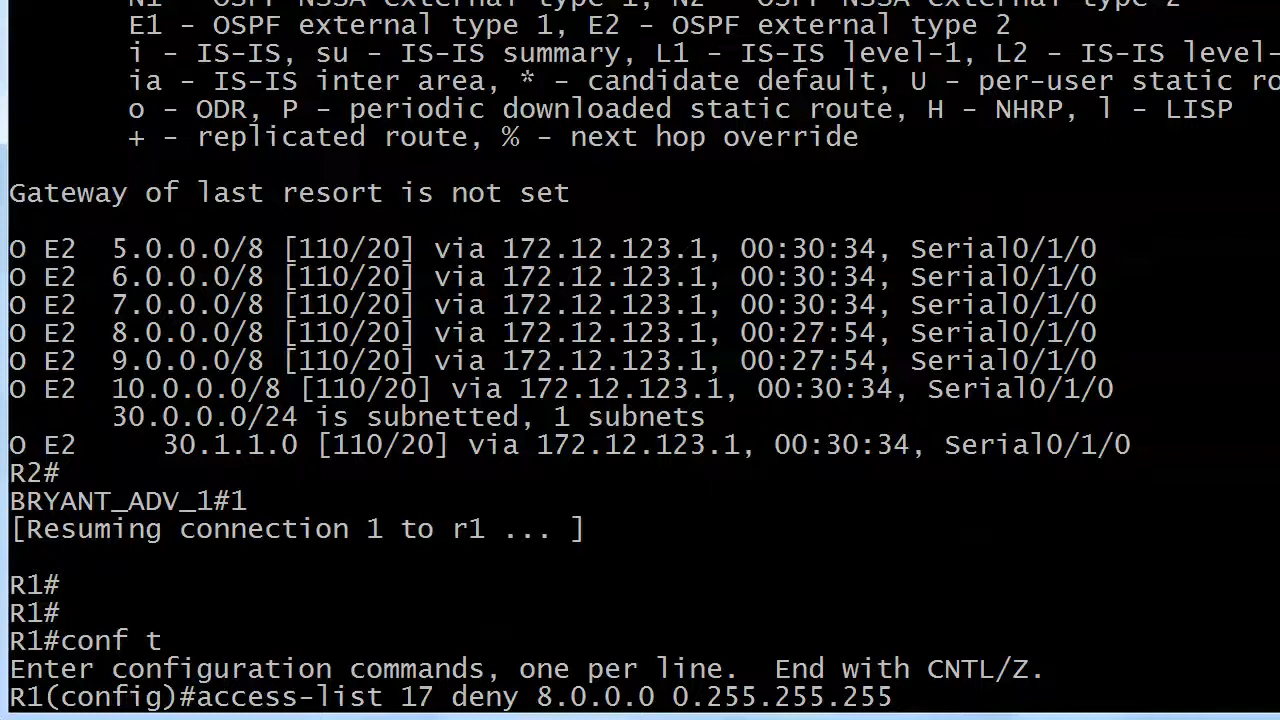 N1 - OSPF NSSA external type 1, N2 - OSPF NSSA external type 2
E1 - OSPF external type 1, E2 - OSPF external type 2
i - IS-IS, su - IS-IS summary, L1 - IS-IS level-1, L2 - IS-IS level-
ia - IS-IS inter area, * - candidate default, U - per-user static ro
o - ODR, P - periodic downloaded static route, H - NHRP, l - LISP
+ - replicated route, % - next hop override
Gateway of last resort is not set
O E2  5.0.0.0/8 [110/20] via 172.12.123.1, 00:30:34, Serial0/1/0
O E2  6.0.0.0/8 [110/20] via 172.12.123.1, 00:30:34, Serial0/1/0
O E2  7.0.0.0/8 [110/20] via 172.12.123.1, 00:30:34, Serial0/1/0
O E2  8.0.0.0/8 [110/20] via 172.12.123.1, 00:27:54, Serial0/1/0
O E2  9.0.0.0/8 [110/20] via 172.12.123.1, 00:27:54, Serial0/1/0
O E2  10.0.0.0/8 [110/20] via 172.12.123.1, 00:30:34, Serial0/1/0
30.0.0.0/24 is subnetted, 1 subnets
O E2     30.1.1.0 [110/20] via 172.12.123.1, 00:30:34, Serial0/1/0
R2#
BRYANT_ADV_1#1
[Resuming connection 1 to r1 ... ]
R1#
R1#
R1#conf t
Enter configuration commands, one per line.  End with CNTL/Z.
R1(config)#access-list 17 deny 8.0.0.0 0.255.255.255